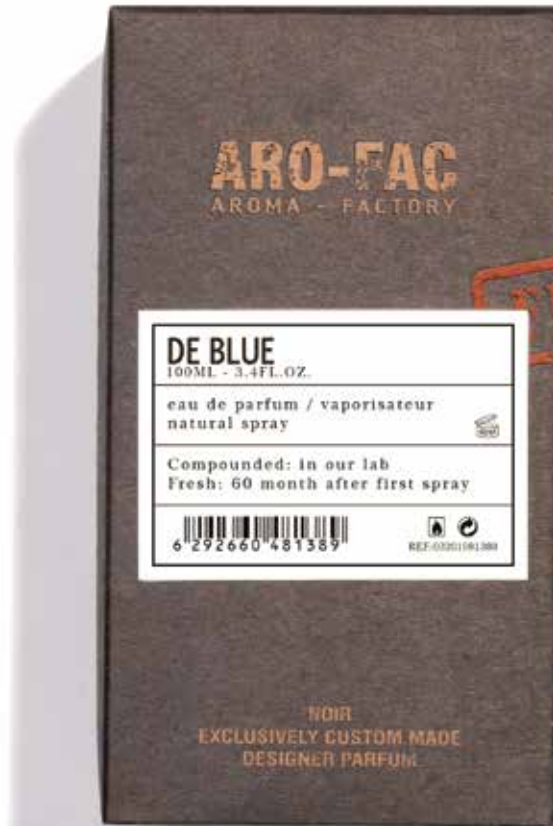 ARO-FAC
AROMA - FACTORY
DE BLUE
100ML - 3.4FL.OZ.
eau de parfum / vaporisateur
natural spray
Compounded: in our lab
Fresh: 60 month after first spray
6 292660 481389
NOIR
EXCLUSIVELY CUSTOM MADE
DESIGNER PARFUM